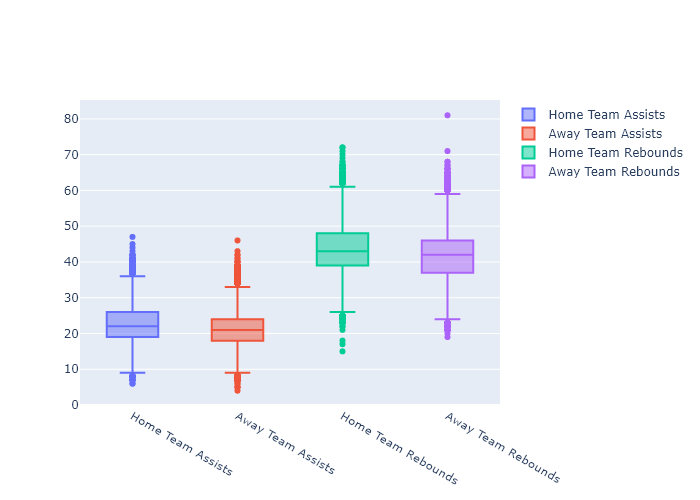 80
70
60
50
40
30
20
10
0
Home Team Assists
Away Team Assists
Home Team Rebounds
Away Team Rebounds
Home Team Assists
Away Team Assists
Home Team Rebounds
Away Team Rebounds